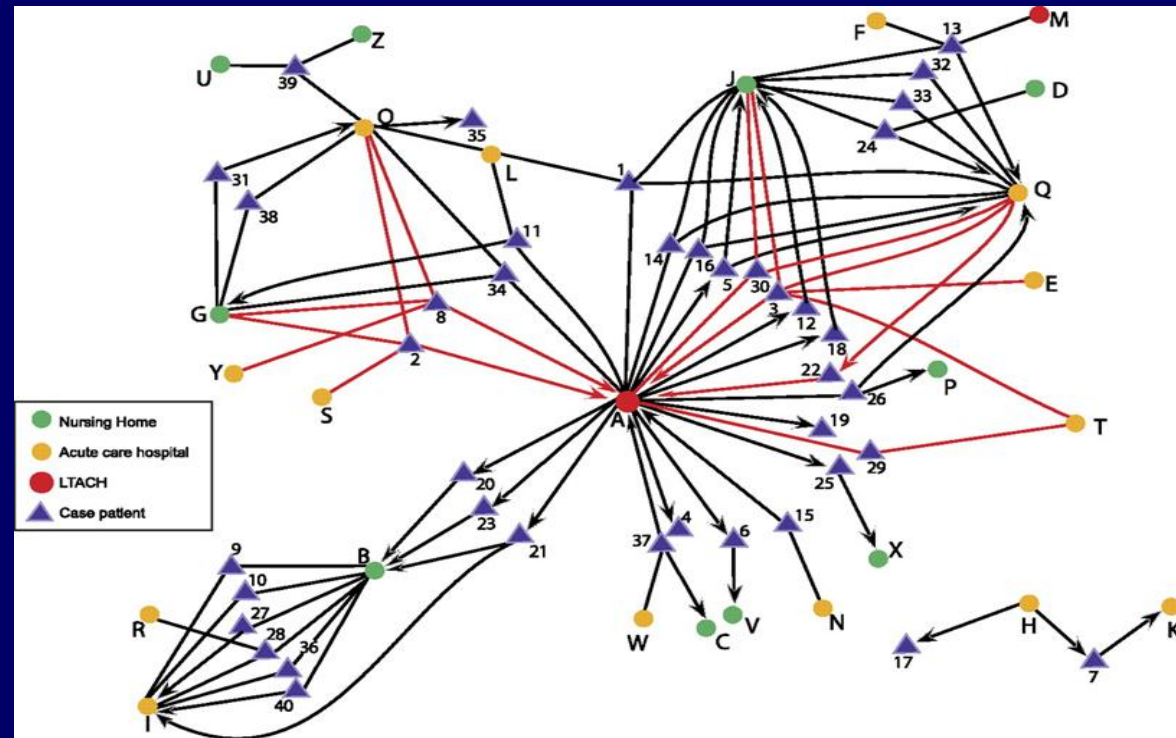 Z
U
39
O
35
L
31
38
11
34
G
8
2
Y
S
1
F
13
M
32
J
33
D
24
Q
14
16
5
30
3
12
18
E
22
26
P
A
19
T
29
25
20
23
21
4
37
6
15
X
9
10
B
27
28
R
36
40
I
W
C
V
N
H
K
17
7
Nursing Home
Acute care hospital
LTACH
Case patient